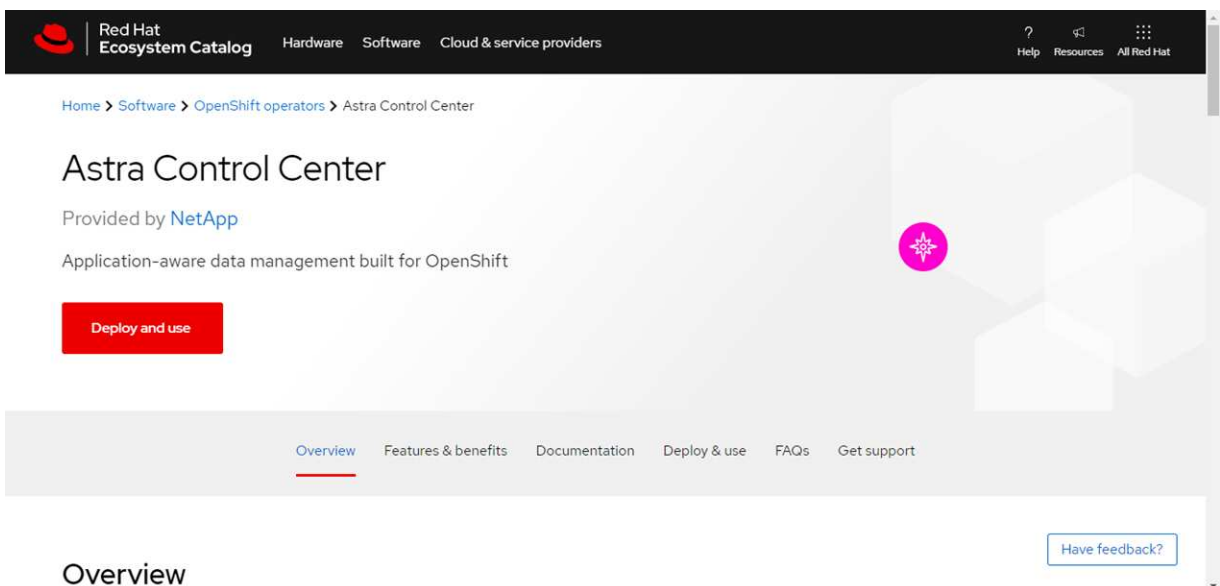 Red Hat
Ecosystem Catalog
Hardware Software Cloud & service providers
? Help Resources All Red Hat
Home > Software > OpenShift operators > Astra Control Center
Astra Control Center
Provided by NetApp
Application-aware data management built for OpenShift
Deploy and use
Overview Features & benefits Documentation Deploy & use FAQs Get support
Have feedback?
Overview